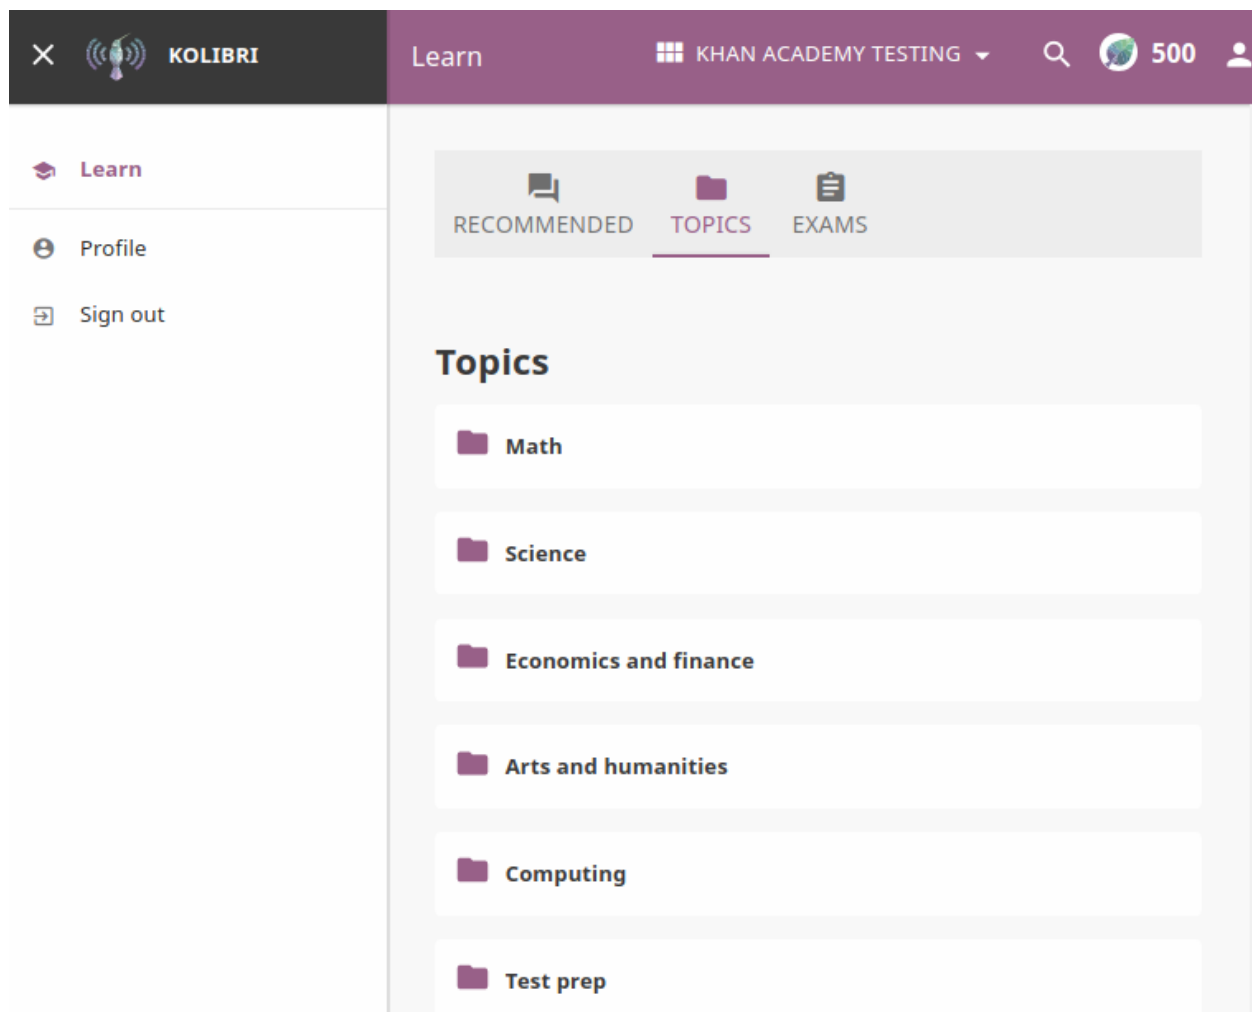 KOLIBRI
Learn
KHAN ACADEMY TESTING
500
Learn
Profile
Sign out
RECOMMENDED
TOPICS
EXAMS
Topics
Math
Science
Economics and finance
Arts and humanities
Computing
Test prep